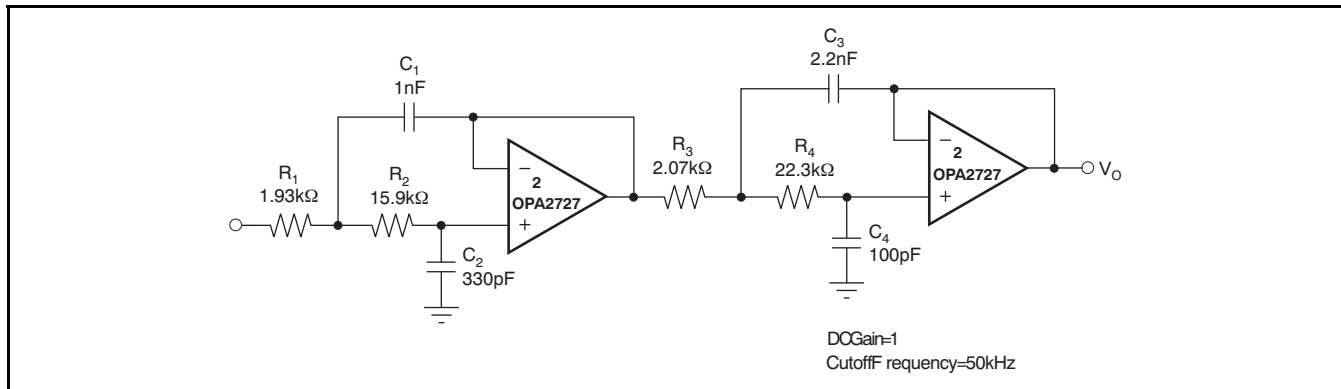 C₁
1nF
R₁
1.93kΩ
R₂
15.9kΩ
C₂
330pF
−
2
OPA2727
+
R₃
2.07kΩ
C₃
2.2nF
R₄
22.3kΩ
C₄
100pF
−
2
OPA2727
+
V₀
DCGain=1
CutoffF requency=50kHz